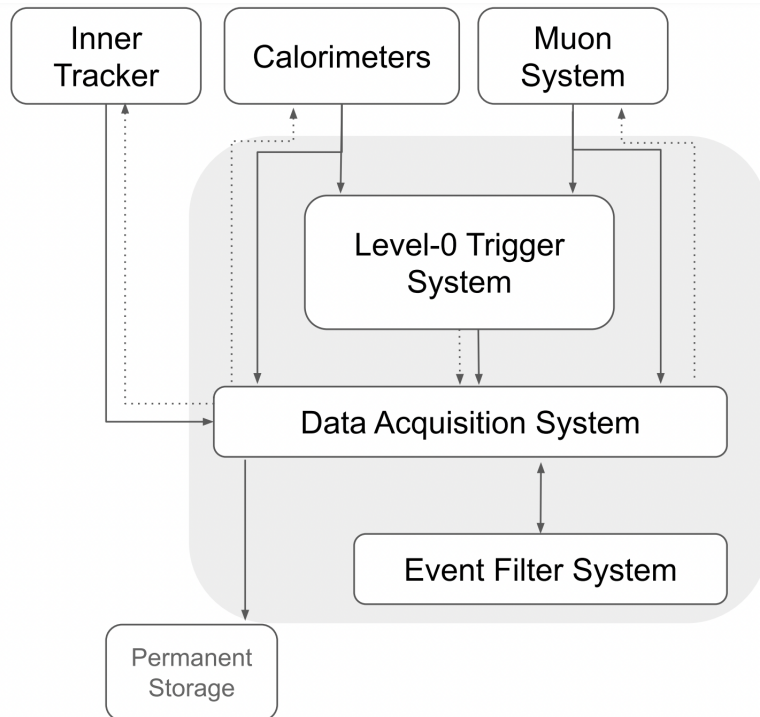 Inner
Tracker
Calorimeters
Muon
System
Level-0 Trigger
System
Data Acquisition System
Event Filter System
Permanent
Storage